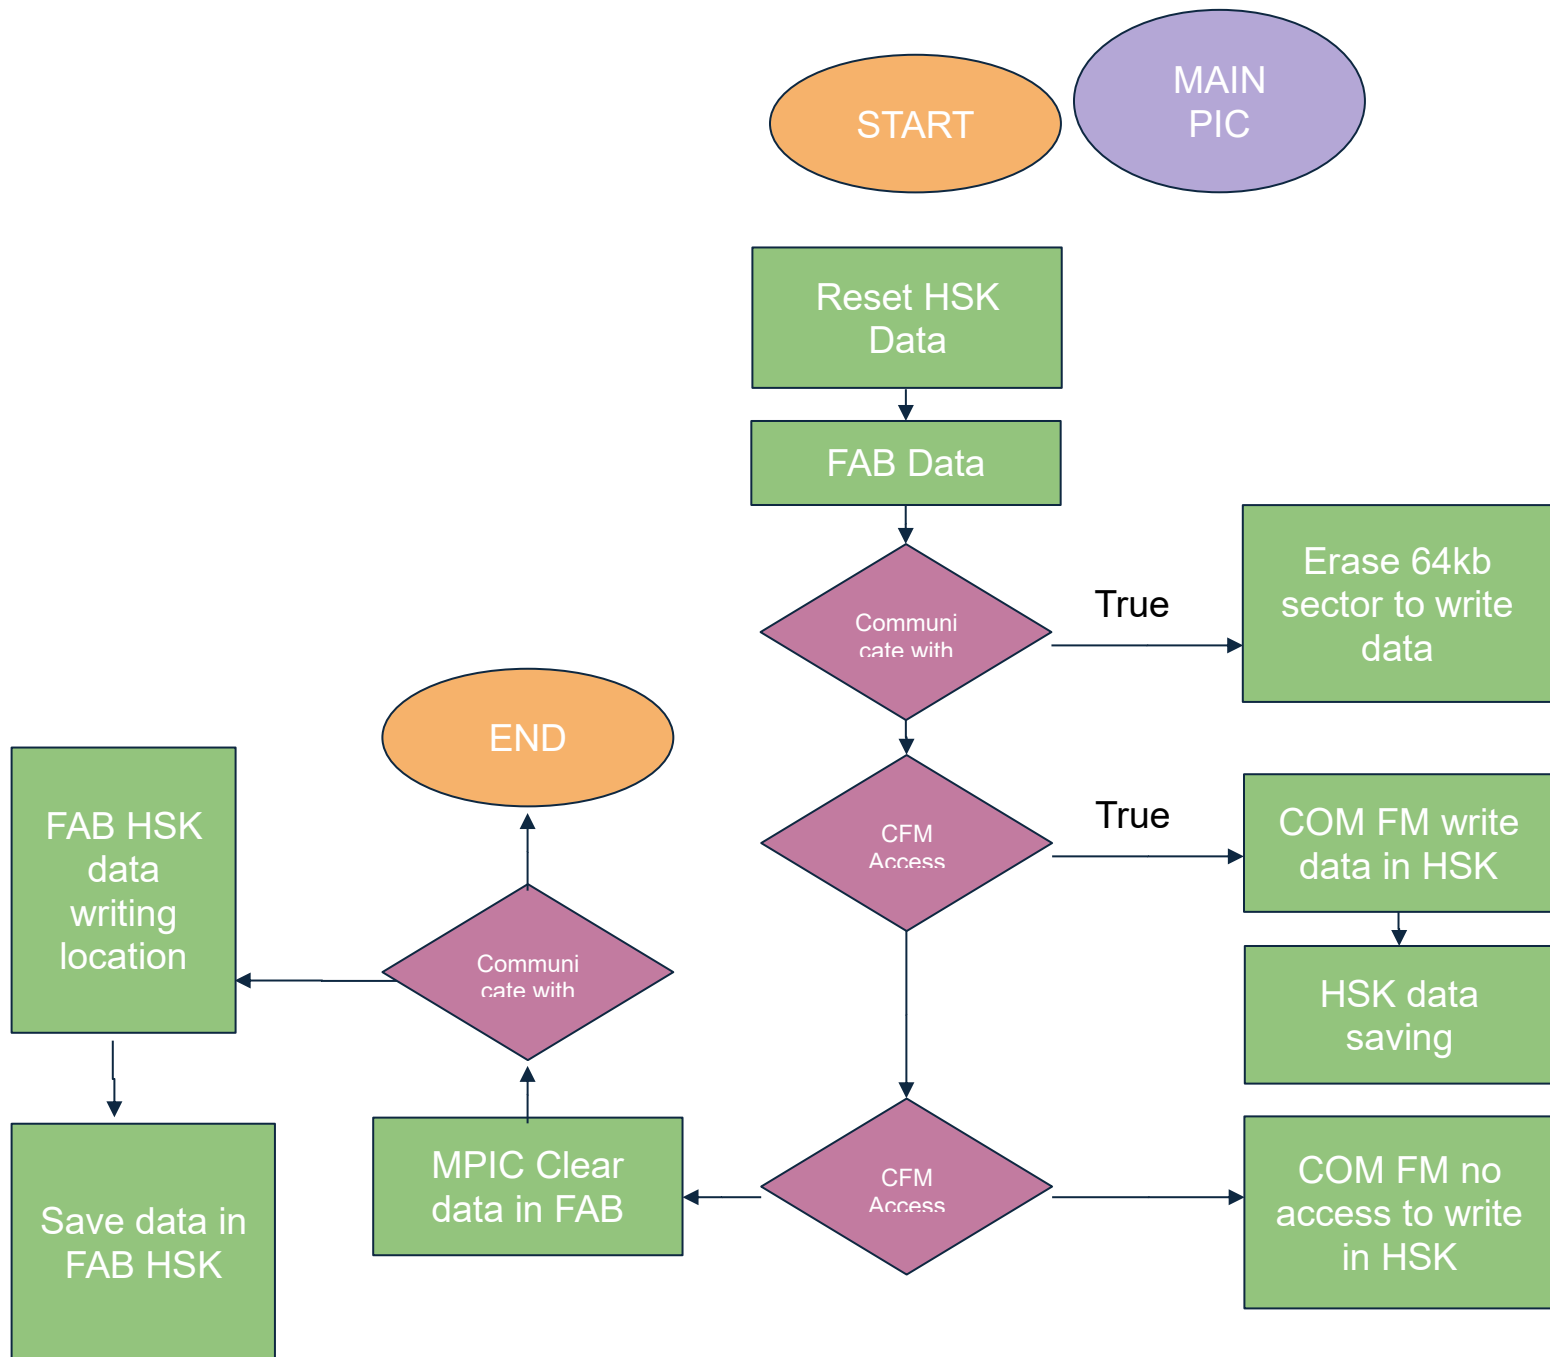 START
MAIN
PIC
Reset HSK
Data
FAB Data
Communi
cate with
True
Erase 64kb
sector to write
data
END
CFM
Access
True
COM FM write
data in HSK
FAB HSK
data
writing
location
Communi
cate with
HSK data
saving
MPIC Clear
data in FAB
CFM
Access
COM FM no
access to write
in HSK
Save data in
FAB HSK